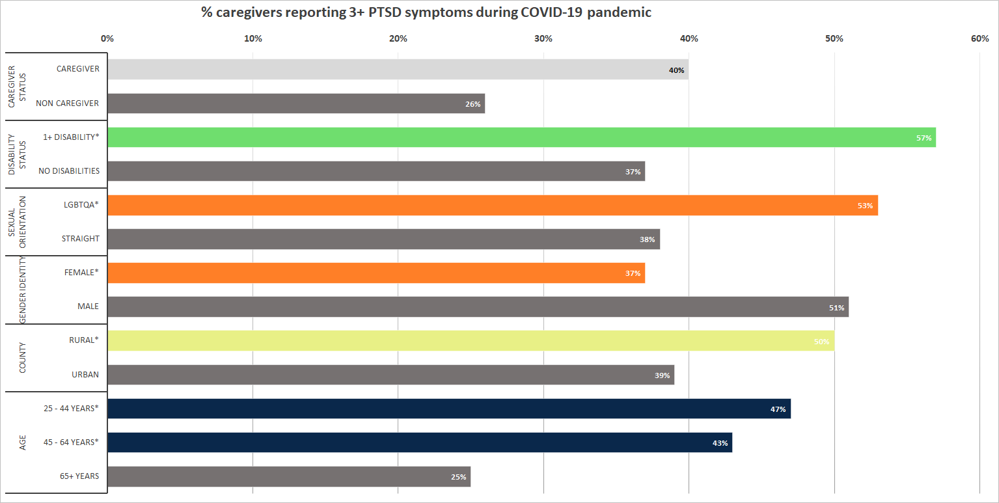 % caregivers reporting 3+ PTSD symptoms during COVID-19 pandemic
0% 10% 20% 30% 40% 50% 60%
CAREGIVER
STATUS
CAREGIVER 40%
NON CAREGIVER 26%
DISABILITY
STATUS
1+ DISABILITY* 57%
NO DISABILITIES 37%
SEXUAL
ORIENTATION
LGBTQA* 53%
STRAIGHT 38%
GENDER IDENTITY
FEMALE* 37%
MALE 51%
COUNTY
RURAL* 50%
URBAN 39%
AGE
25 - 44 YEARS* 47%
45 - 64 YEARS* 43%
65+ YEARS 25%